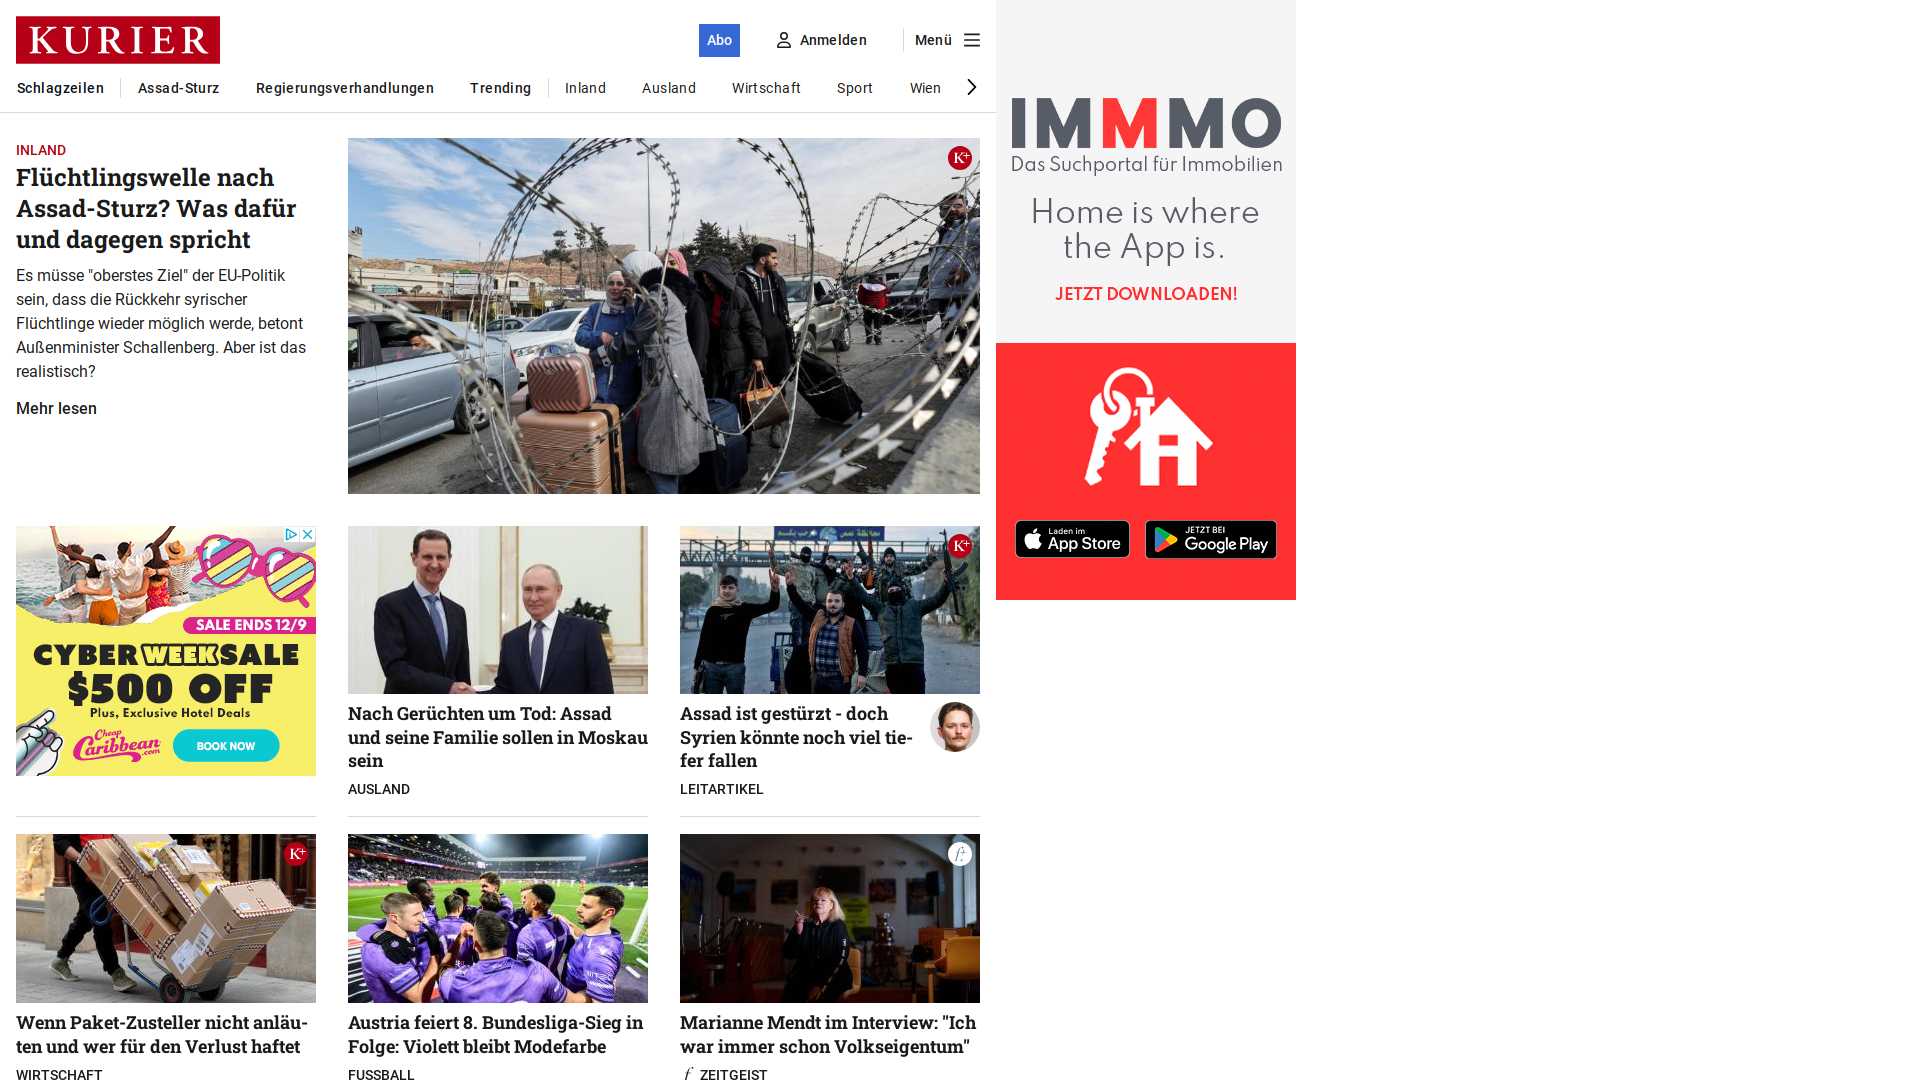 KURIER
Abo
Anmelden
Menü
Schlagzeilen
Assad-Sturz
Regierungsverhandlungen
Trending
Inland
Ausland
Wirtschaft
Sport
Wien
INLAND
Flüchtlingswelle nach
Assad-Sturz? Was dafür
und dagegen spricht
Es müsse "oberstes Ziel" der EU-Politik
sein, dass die Rückkehr syrischer
Flüchtlinge wieder möglich werde, betont
Außenminister Schallenberg. Aber ist das
realistisch?
Mehr lesen
K+
IMMMO
Das Suchportal für Immobilien
Home is where
the App is.
JETZT DOWNLOADEN!
Laden im
App Store
JETZT BEI
Google Play
SALE ENDS 12/9
CYBER WEEK SALE
$500 OFF
Plus, Exclusive Hotel Deals
Cheap
Caribbean
.com
BOOK NOW
Nach Gerüchten um Tod: Assad
und seine Familie sollen in Moskau
sein
AUSLAND
K+
Assad ist gestürzt - doch
Syrien könnte noch viel tie-
fer fallen
LEITARTIKEL
K+
Wenn Paket-Zusteller nicht anläu-
ten und wer für den Verlust haftet
WIRTSCHAFT
Austria feiert 8. Bundesliga-Sieg in
Folge: Violett bleibt Modefarbe
FUSSBALL
f+
Marianne Mendt im Interview: "Ich
war immer schon Volkseigentum"
f ZEITGEIST